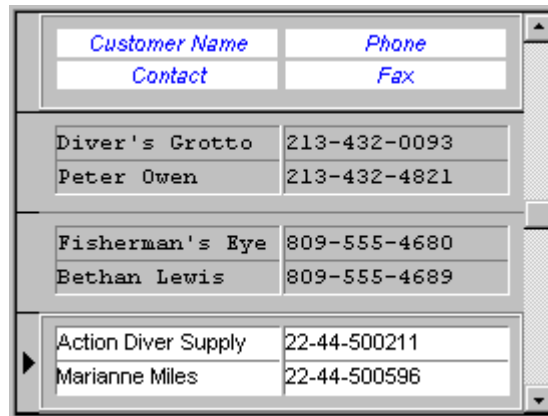 Customer Name Phone
Contact Fax
Diver's Grotto 213-432-0093
Peter Owen 213-432-4821
Fisherman's Eye 809-555-4680
Bethan Lewis 809-555-4689
Action Diver Supply 22-44-500211
Marianne Miles 22-44-500596